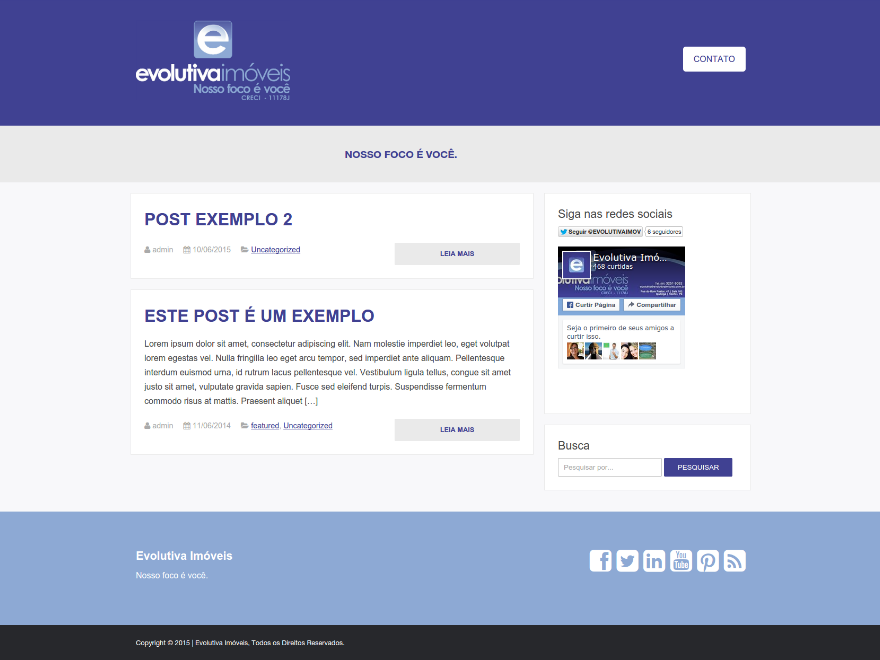 e
evolutivaimóveis
Nosso foco é você
CRECI - 11178J
CONTATO
NOSSO FOCO É VOCÊ.
POST EXEMPLO 2
admin 10/06/2015 Uncategorized
LEIA MAIS
ESTE POST É UM EXEMPLO
Lorem ipsum dolor sit amet, consectetur adipiscing elit. Nam molestie imperdiet leo, eget volutpat
lorem egestas vel. Nulla fringilla leo eget arcu tempor, sed imperdiet ante aliquam. Pellentesque
interdum euismod urna, id rutrum lacus pellentesque vel. Vestibulum ligula tellus, congue sit amet
justo sit amet, vulputate gravida sapien. Fusce sed eleifend turpis. Suspendisse fermentum
commodo risus at mattis. Praesent aliquet […]
admin 11/06/2014 featured, Uncategorized
LEIA MAIS
Siga nas redes sociais
Seguir @EVOLUTIVAIMOV 6 seguidores
Evolutiva Imó...
468 curtidas
Nosso foco é você
Curtir Página Compartilhar
Seja o primeiro de seus amigos a
curtir isso.
Busca
Pesquisar por...
PESQUISAR
Evolutiva Imóveis
Nosso foco é você.
You
Tube
Copyright © 2015 | Evolutiva Imóveis, Todos os Direitos Reservados.